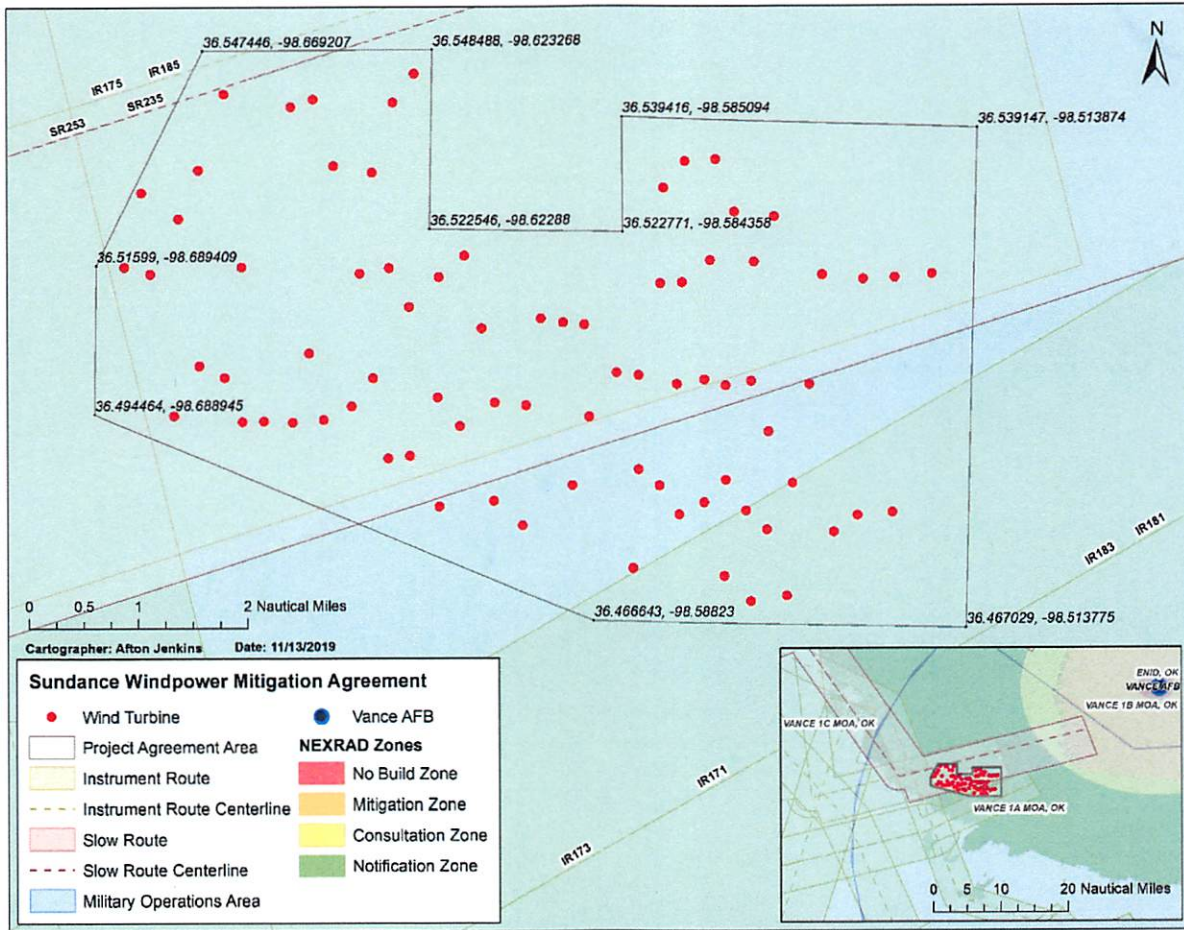 36.547446, -98.669207
36.548488, -98.623268
N
IR175
IR185
SR253
SR235
36.539416, -98.585094
36.539147, -98.513874
36.522546, -98.62288
36.522771, -98.584358
36.51599, -98.689409
36.494464, -98.688945
IR183
IR181
36.466643, -98.58823
36.467029, -98.513775
0 0.5 1 2 Nautical Miles
Cartographer: Afton Jenkins Date: 11/13/2019
IR173
IR171
Sundance Windpower Mitigation Agreement
Wind Turbine
Project Agreement Area
Instrument Route
Instrument Route Centerline
Slow Route
Slow Route Centerline
Military Operations Area
Vance AFB
NEXRAD Zones
No Build Zone
Mitigation Zone
Consultation Zone
Notification Zone
ENID, OK
VANCE AFB
VANCE 1B MOA, OK
VANCE 1C MOA, OK
VANCE 1A MOA, OK
0 5 10 20 Nautical Miles